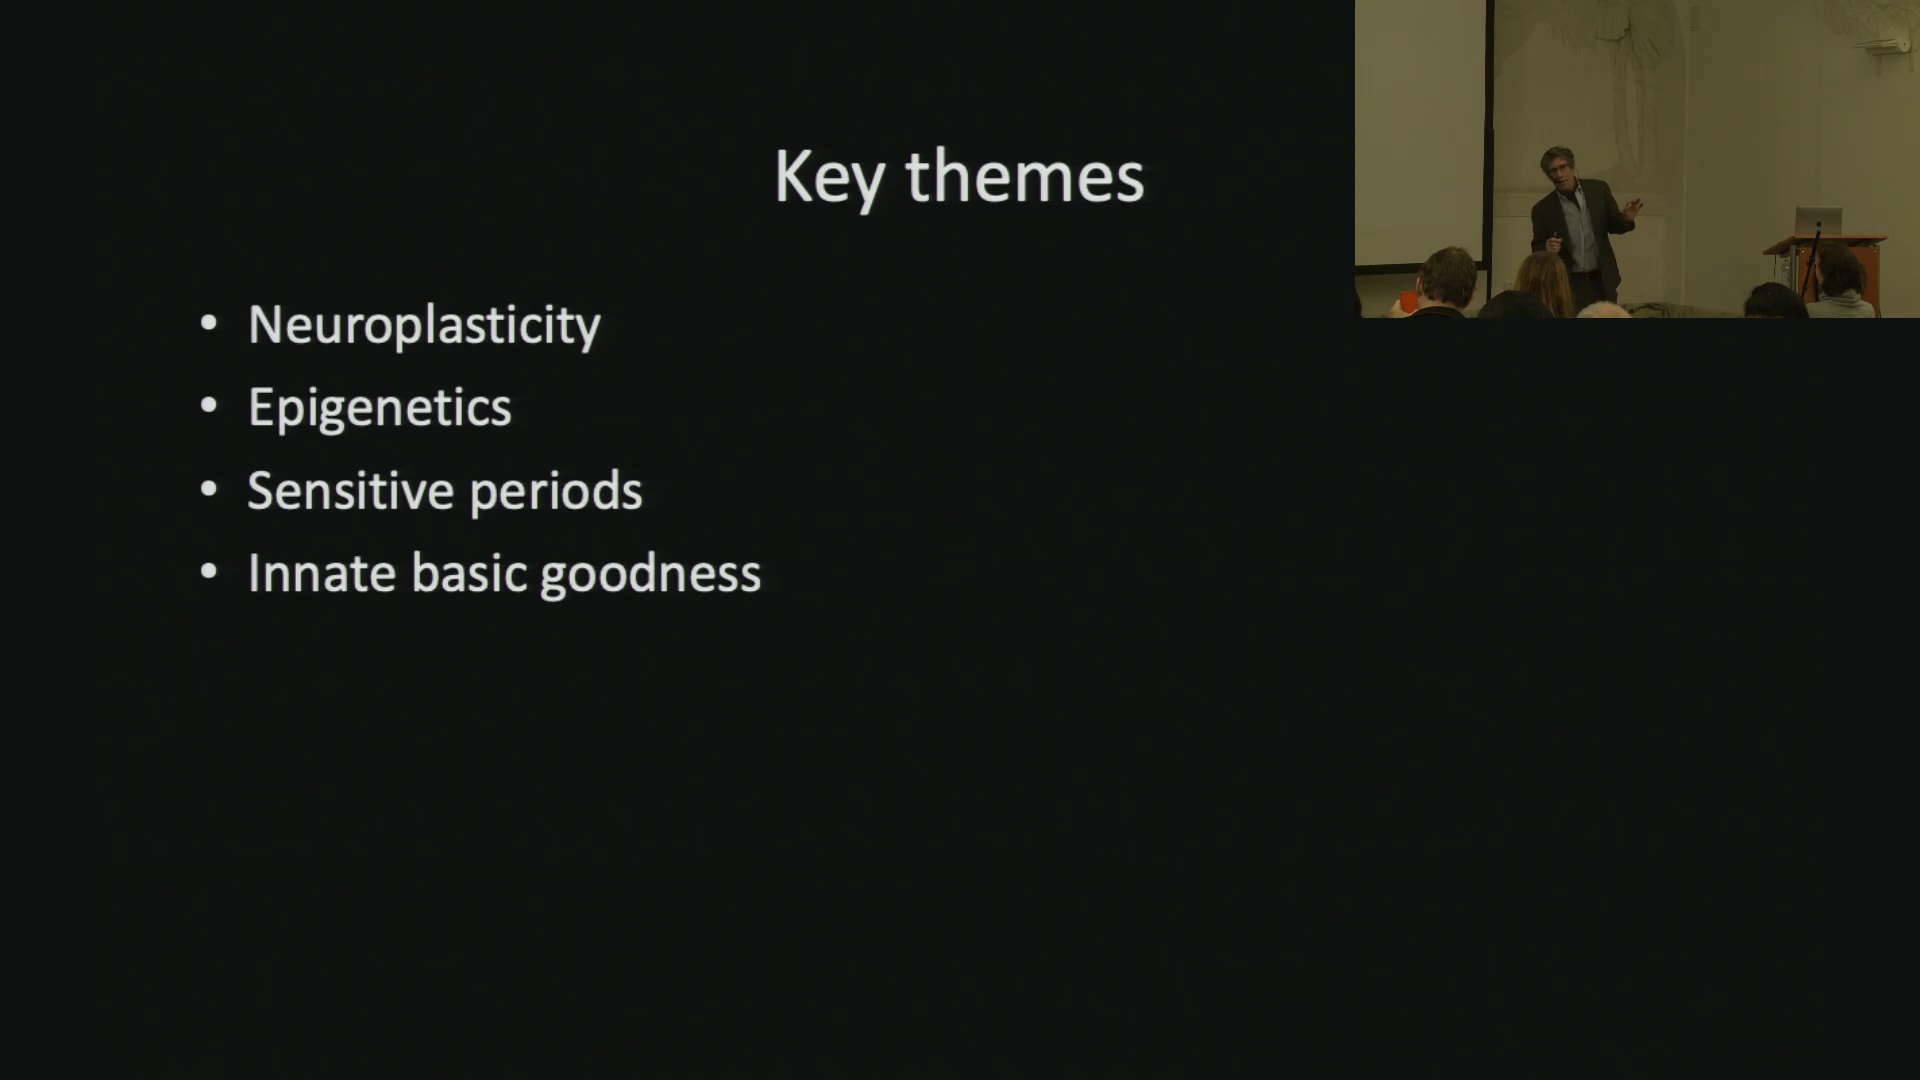 Key themes
• Neuroplasticity
• Epigenetics
• Sensitive periods
• Innate basic goodness